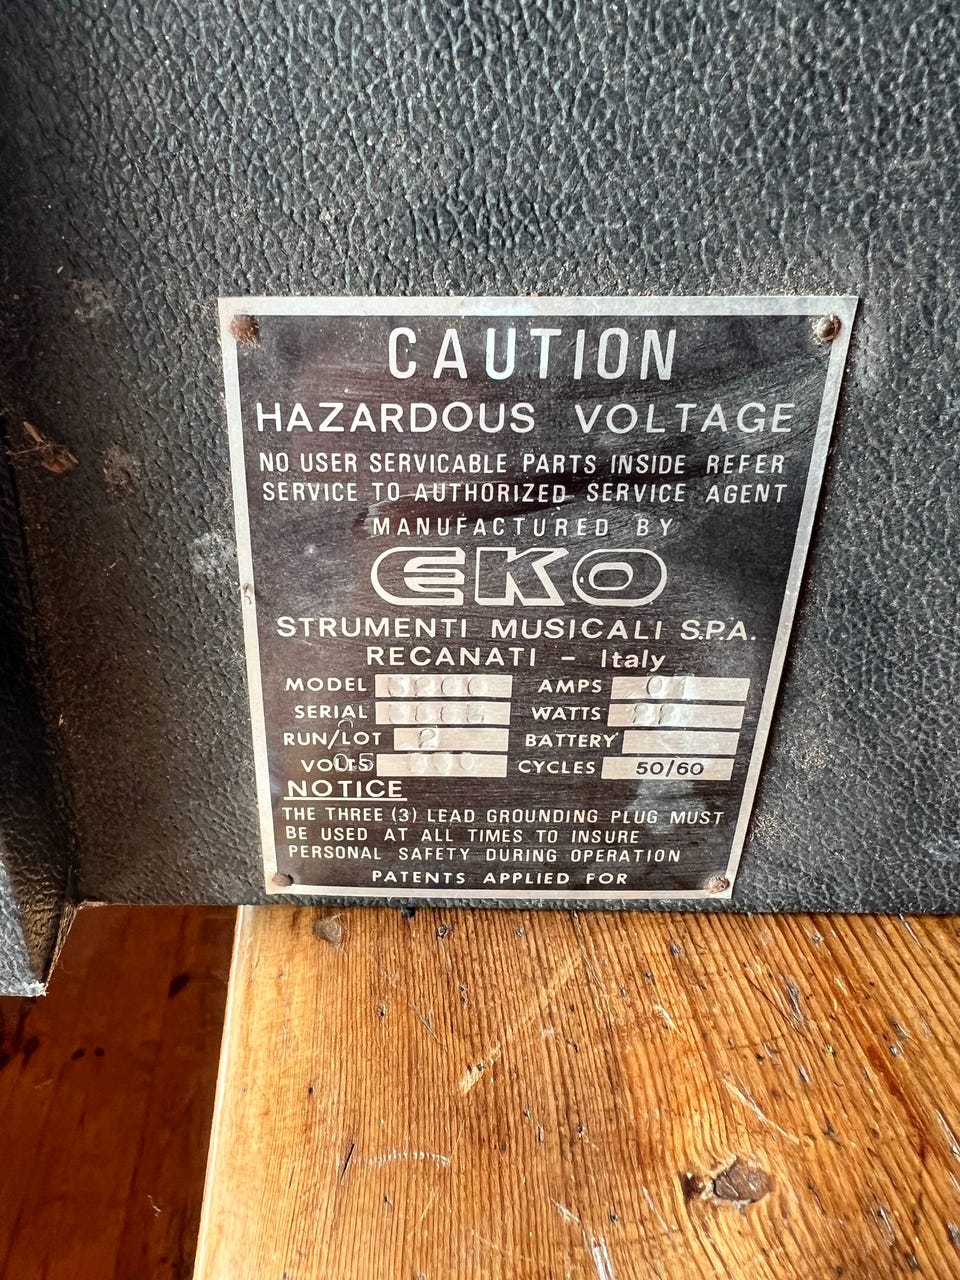 CAUTION
HAZARDOUS VOLTAGE
NO USER SERVICABLE PARTS INSIDE REFER
SERVICE TO AUTHORIZED SERVICE AGENT
MANUFACTURED BY
EKO
STRUMENTI MUSICALI S.P.A.
RECANATI - Italy
MODEL AMPS
SERIAL WATTS
RUN/LOT 2 BATTERY
VOLTS CYCLES 50/60
NOTICE
THE THREE (3) LEAD GROUNDING PLUG MUST
BE USED AT ALL TIMES TO INSURE
PERSONAL SAFETY DURING OPERATION
PATENTS APPLIED FOR